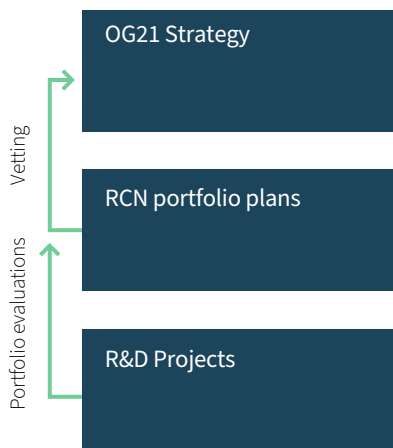 OG21 Strategy
Vetting
RCN portfolio plans
Portfolio evaluations
R&D Projects